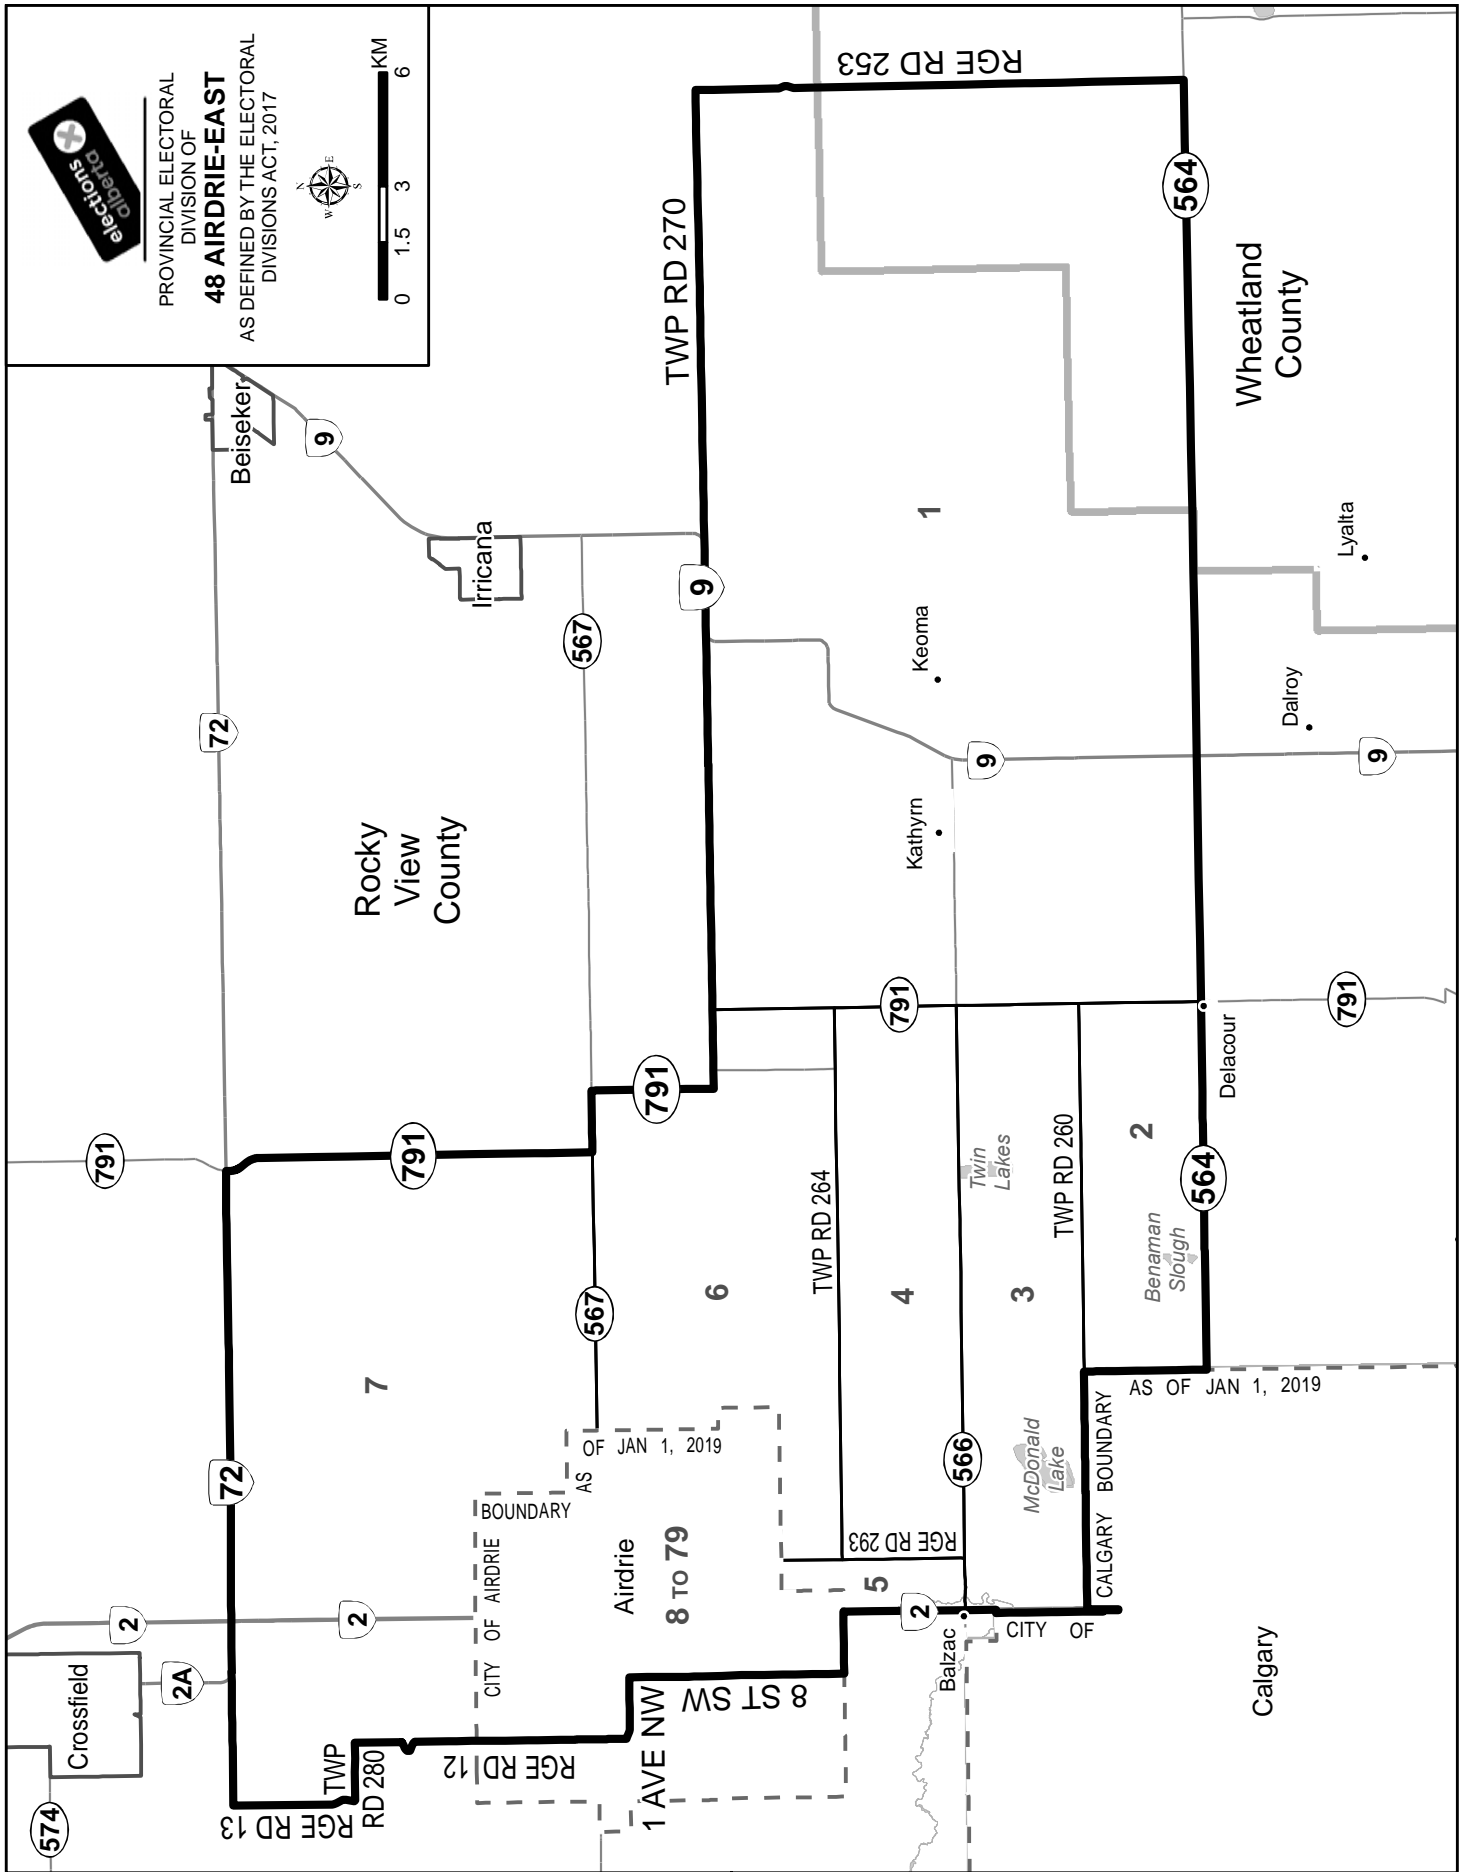 elections
alberta
PROVINCIAL ELECTORAL
DIVISION OF
48 AIRDRIE-EAST
AS DEFINED BY THE ELECTORAL
DIVISIONS ACT, 2017
N
W
E
S
KM
0
1.5
3
6
574
Crossfield
2A
2
791
72
Beiseker
9
72
72
RGE RD 13
TWP
RD 280
2
7
791
Rocky
View
County
Irricana
RGE RD 12
CITY OF AIRDRIE
BOUNDARY
AS
OF JAN 1, 2019
567
567
Airdrie
8 TO 79
1 AVE NW
8 ST SW
6
791
9
TWP RD 270
RGE RD 253
TWP RD 264
791
4
RGE RD 293
5
2
Balzac
566
Kathyrn
Keoma
9
1
Twin
Lakes
3
McDonald
Lake
CITY OF
CALGARY BOUNDARY
AS OF JAN 1, 2019
TWP RD 260
2
Benaman
Slough
564
Delacour
564
Calgary
791
Dalroy
9
Lyalta
Wheatland
County